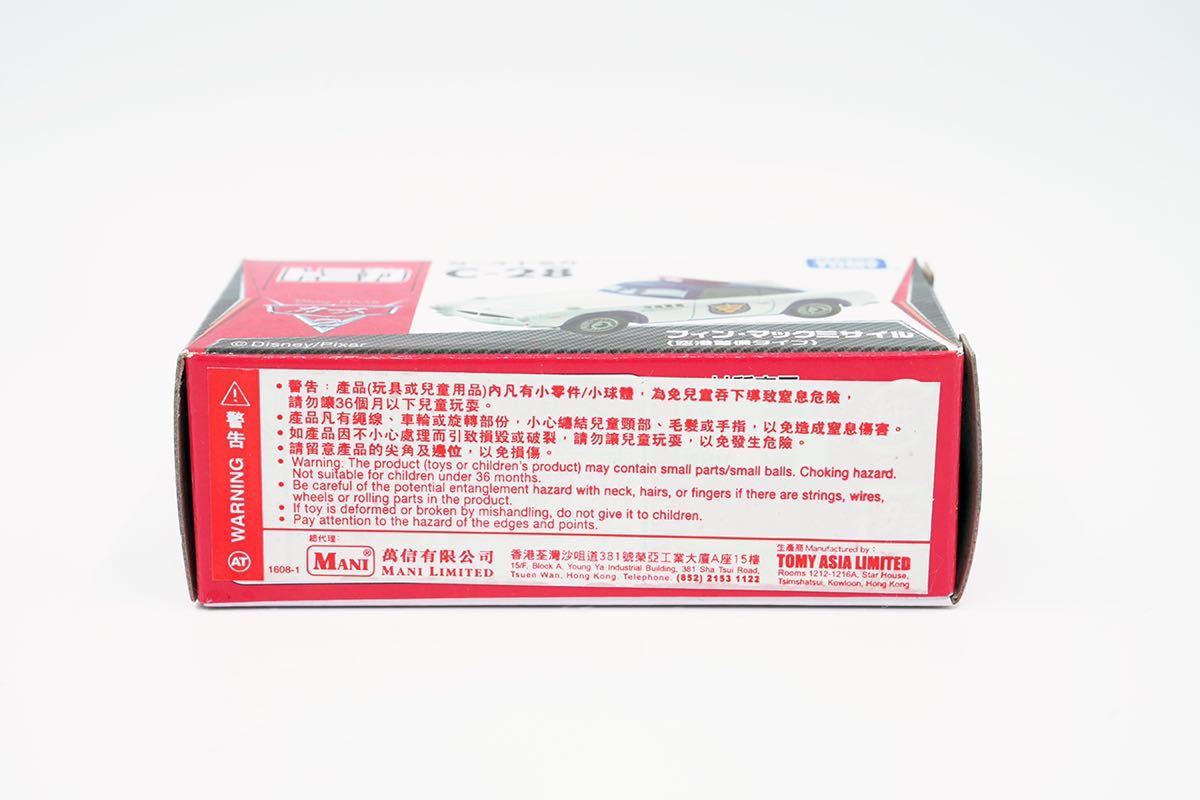 C-28
カーズ
2
©Disney/Pixar
フィン・マックミサイル
(空港警備タイプ)
警告 WARNING
AT
• 警告：產品(玩具或兒童用品)內凡有小零件/小球體，為免兒童吞下導致窒息危險，
請勿讓36個月以下兒童玩耍。
• 產品凡有繩線、車輪或旋轉部份，小心纏結兒童頸部、毛髮或手指，以免造成窒息傷害。
• 如產品因不小心處理而引致損毀或破裂，請勿讓兒童玩耍，以免發生危險。
• 請留意產品的尖角及邊位，以免損傷。
• Warning: The product (toys or children's product) may contain small parts/small balls. Choking hazard.
Not suitable for children under 36 months.
• Be careful of the potential entanglement hazard with neck, hairs, or fingers if there are strings, wires,
wheels or rolling parts in the product.
• If toy is deformed or broken by mishandling, do not give it to children.
• Pay attention to the hazard of the edges and points.
1608-1
總代理：
MANI®
萬信有限公司
MANI LIMITED
香港荃灣沙咀道381號榮亞工業大廈A座15樓
15/F, Block A, Young Ya Industrial Building, 381 Sha Tsui Road,
Tsuen Wan, Hong Kong. Telephone: (852) 2153 1122
生產商 Manufactured by :
TOMY ASIA LIMITED
Rooms 1212-1216A, Star House,
Tsimshatsui, Kowloon, Hong Kong